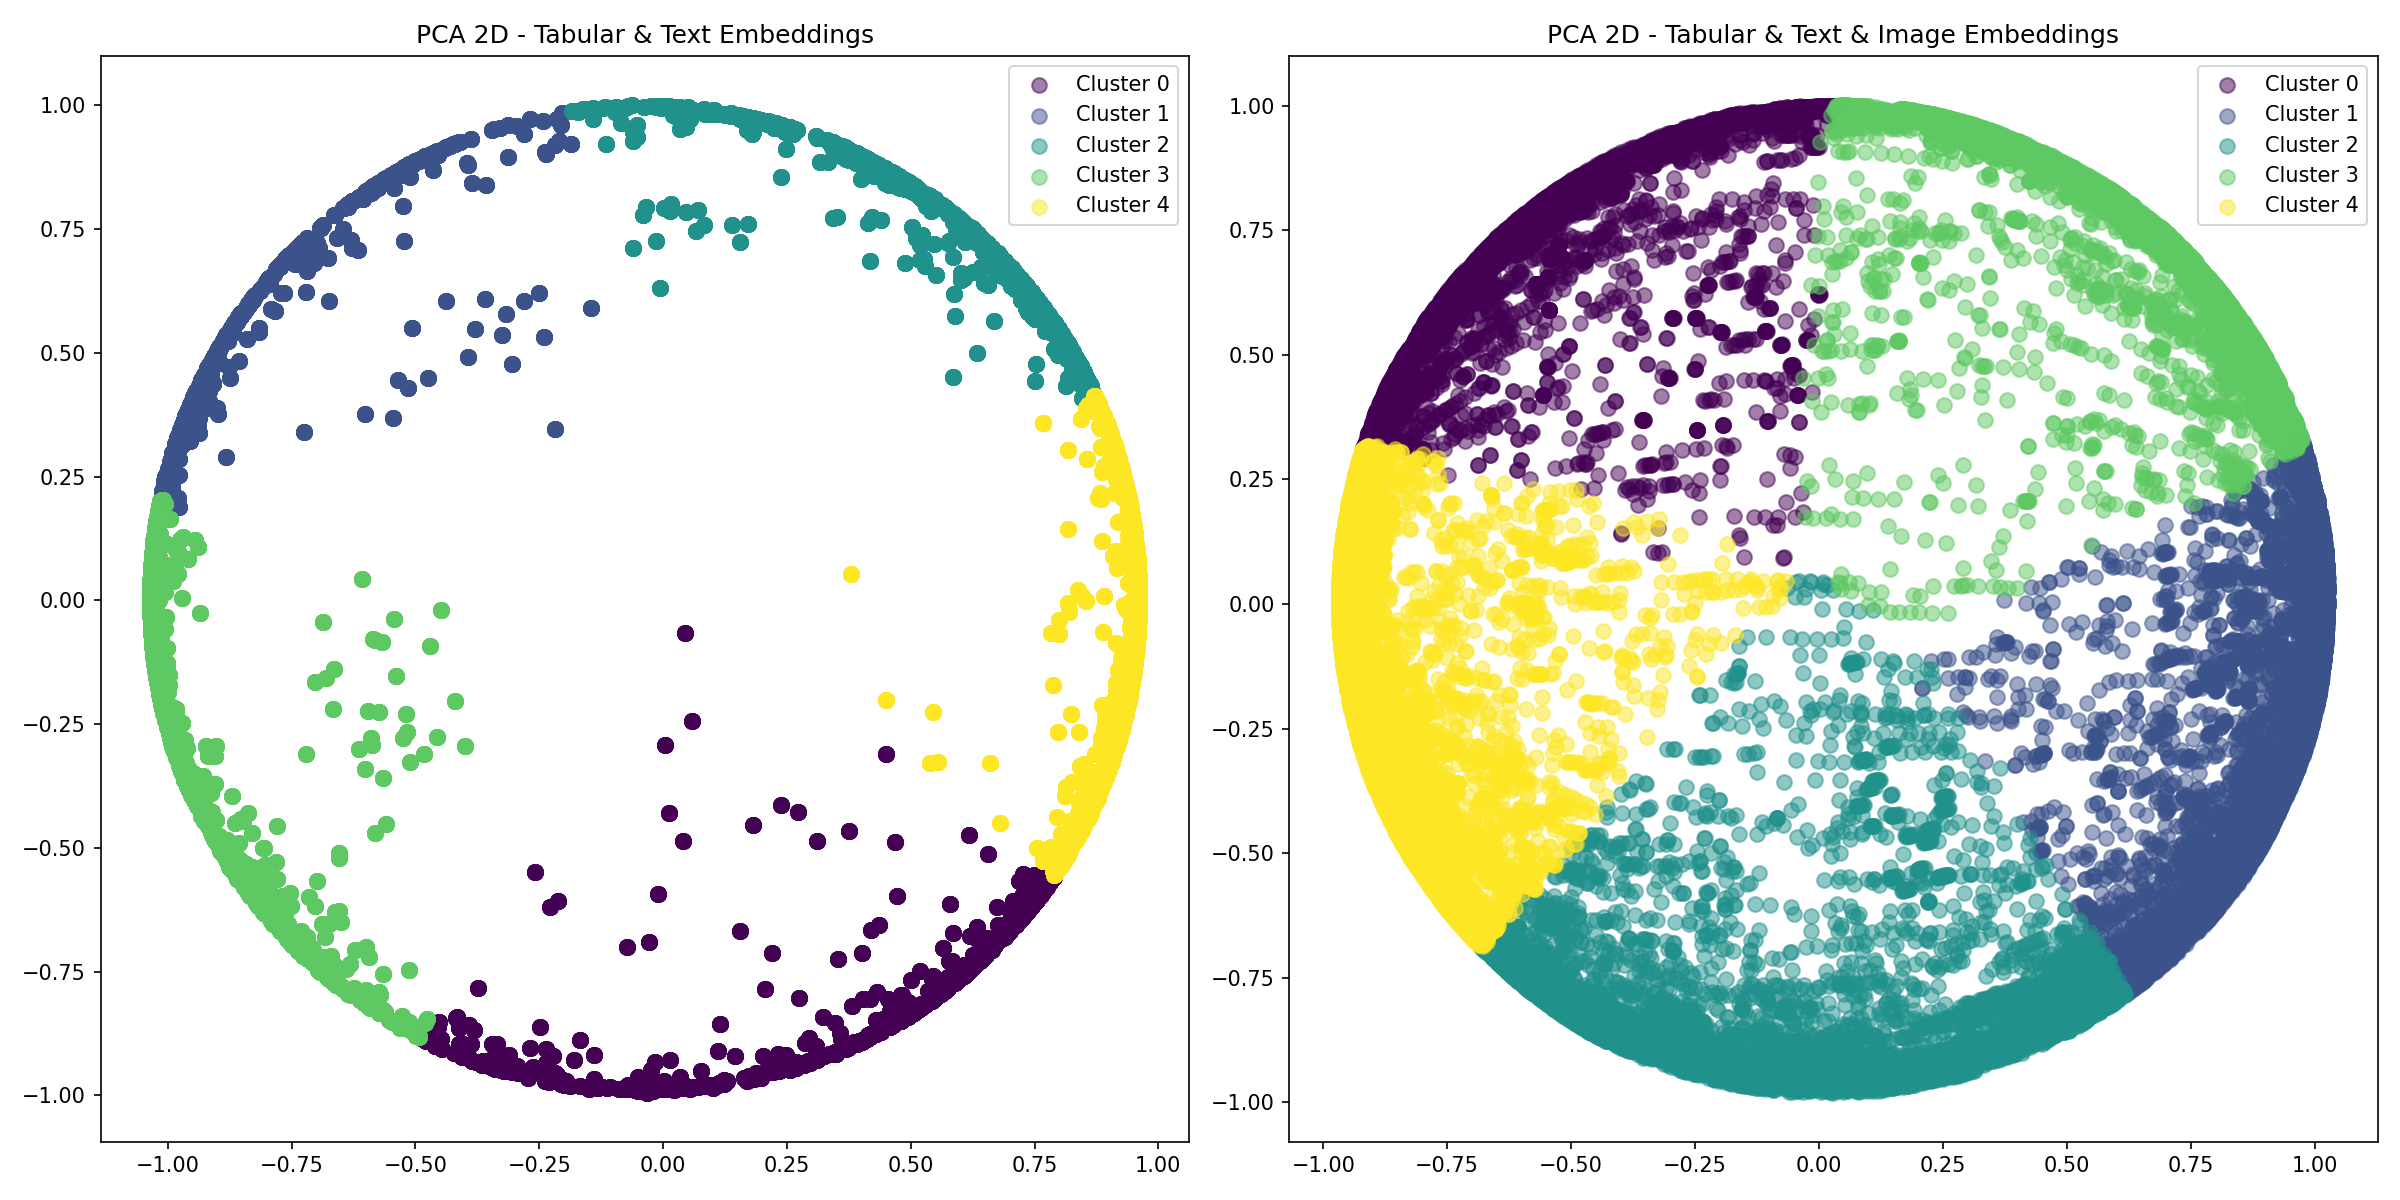 PCA 2D - Tabular & Text Embeddings
Cluster 0
Cluster 1
Cluster 2
Cluster 3
Cluster 4
1.00
0.75
0.50
0.25
0.00
−0.25
−0.50
−0.75
−1.00
−1.00 −0.75 −0.50 −0.25 0.00 0.25 0.50 0.75 1.00
PCA 2D - Tabular & Text & Image Embeddings
Cluster 0
Cluster 1
Cluster 2
Cluster 3
Cluster 4
1.00
0.75
0.50
0.25
0.00
−0.25
−0.50
−0.75
−1.00
−1.00 −0.75 −0.50 −0.25 0.00 0.25 0.50 0.75 1.00